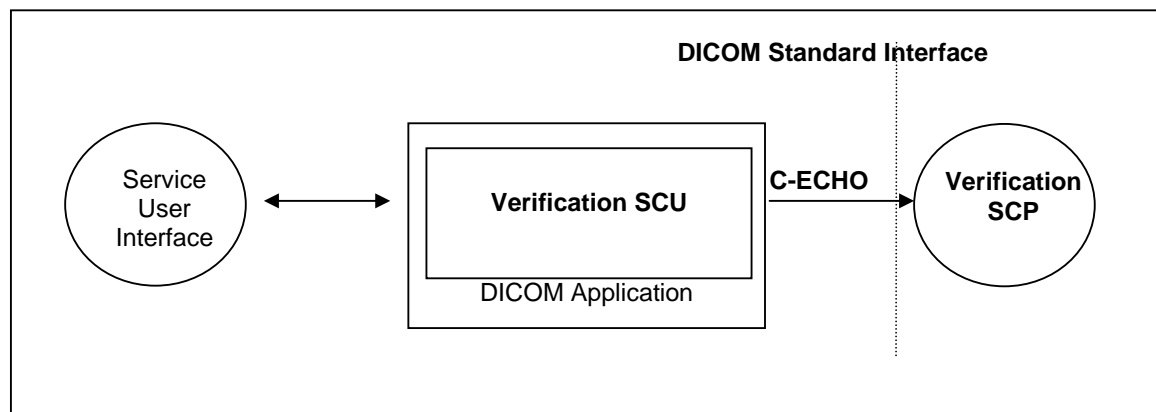 DICOM Standard Interface
Service
User
Interface
Verification SCU
DICOM Application
C-ECHO
Verification
SCP